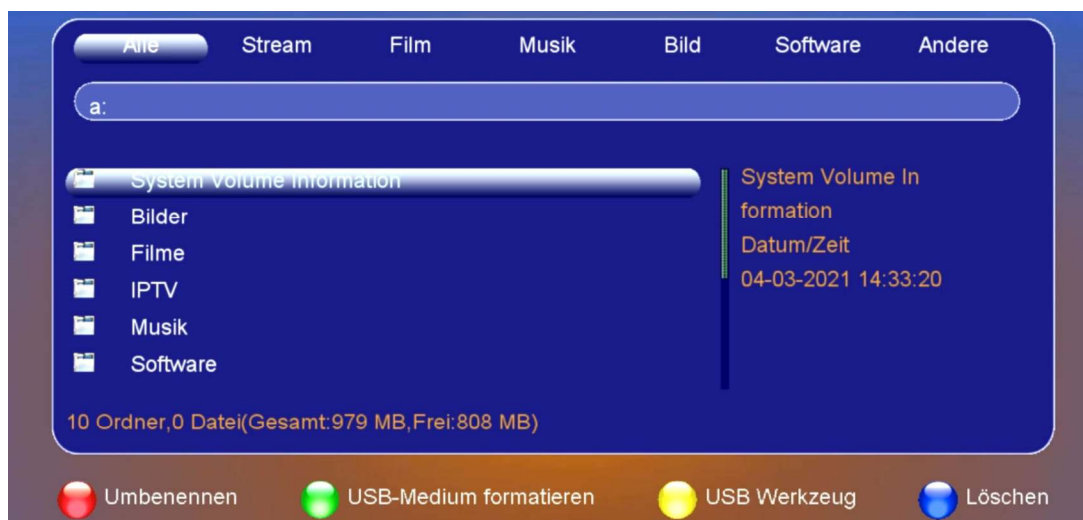 Alle Stream Film Musik Bild Software Andere
a:
System Volume Information
Bilder
Filme
IPTV
Musik
Software
System Volume In
formation
Datum/Zeit
04-03-2021 14:33:20
10 Ordner,0 Datei(Gesamt:979 MB,Frei:808 MB)
Umbenennen USB-Medium formatieren USB Werkzeug Löschen